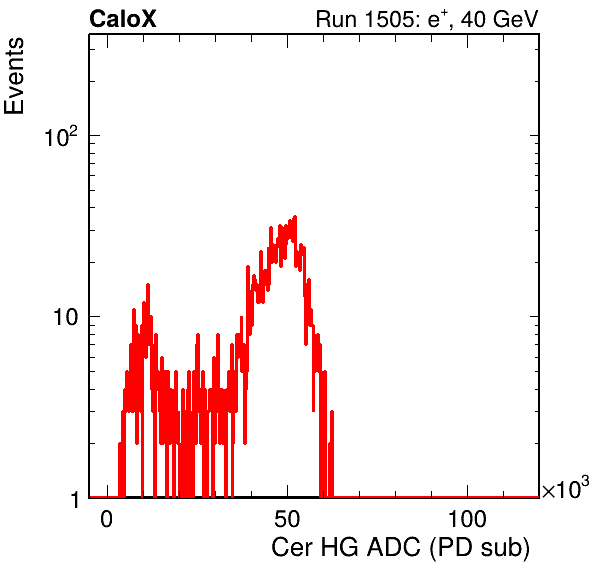 CaloX Run 1505: e⁺, 40 GeV
Events
10²
10
1
0 50 100 ×10³
Cer HG ADC (PD sub)